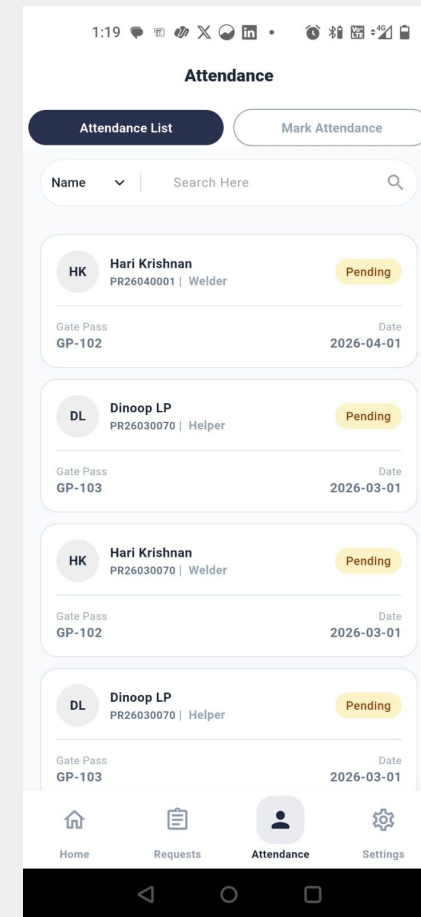 1:19
Attendance
Attendance List Mark Attendance
Name Search Here
HK Hari Krishnan Pending
PR26040001 | Welder
Gate Pass Date
GP-102 2026-04-01
DL Dinoop LP Pending
PR26030070 | Helper
Gate Pass Date
GP-103 2026-03-01
HK Hari Krishnan Pending
PR26030070 | Welder
Gate Pass Date
GP-102 2026-03-01
DL Dinoop LP Pending
PR26030070 | Helper
Gate Pass Date
GP-103 2026-03-01
Home Requests Attendance Settings